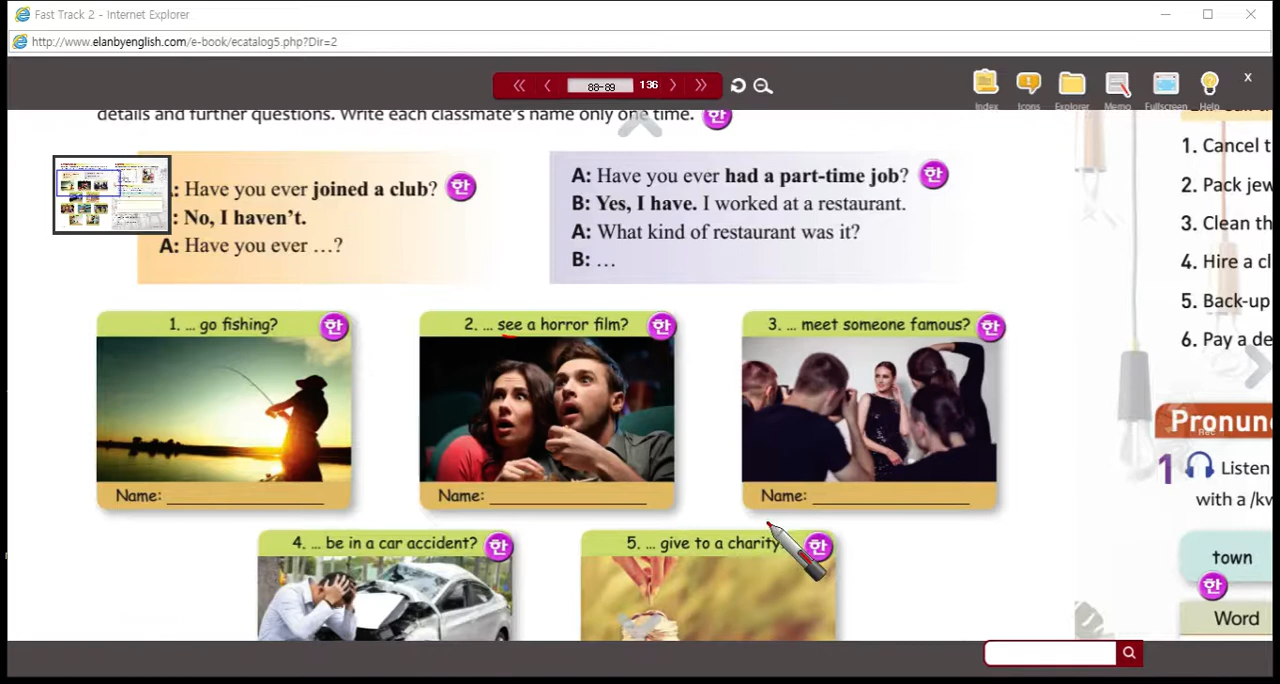 Fast Track 2 - Internet Explorer
http://www.elanbyenglish.com/e-book/ecatalog5.php?Dir=2
88-89 136
Index Icons Explorer Memo Fullscreen Help
details and further questions. Write each classmate's name only one time. 한
: Have you ever joined a club? 한
: No, I haven't.
A: Have you ever …?
A: Have you ever had a part-time job? 한
B: Yes, I have. I worked at a restaurant.
A: What kind of restaurant was it?
B: …
1. ... go fishing? 한
Name:
2. ... see a horror film? 한
Name:
3. ... meet someone famous? 한
Name:
4. ... be in a car accident? 한
5. ... give to a charity 한
1. Cancel t
2. Pack jew
3. Clean th
4. Hire a cl
5. Back-up
6. Pay a de
Pronun
Rec
1 Listen
with a /kw
town
한
Word